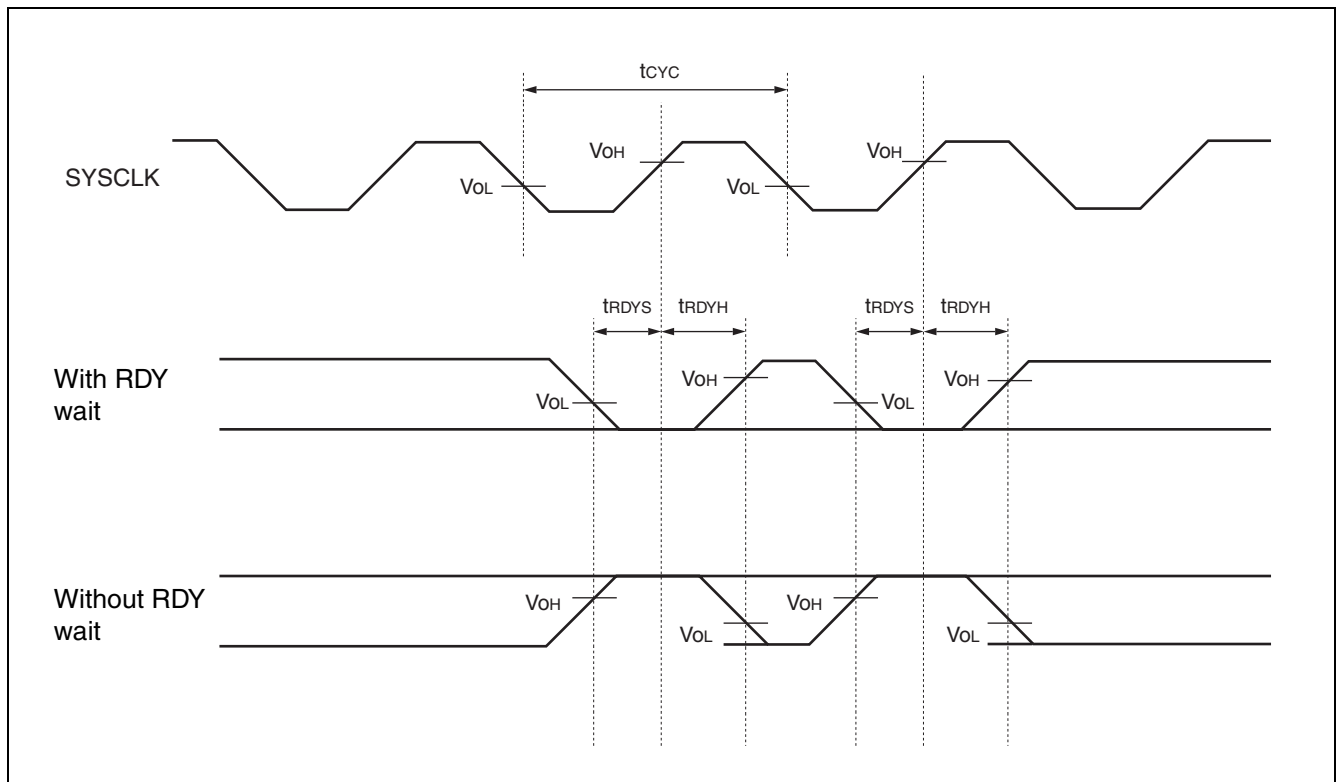 tCYC
VOH
VOH
SYSCLK
VOL
VOL
tRDYS
tRDYH
tRDYS
tRDYH
With RDY
wait
VOH
VOH
VOL
VOL
Without RDY
wait
VOH
VOH
VOL
VOL